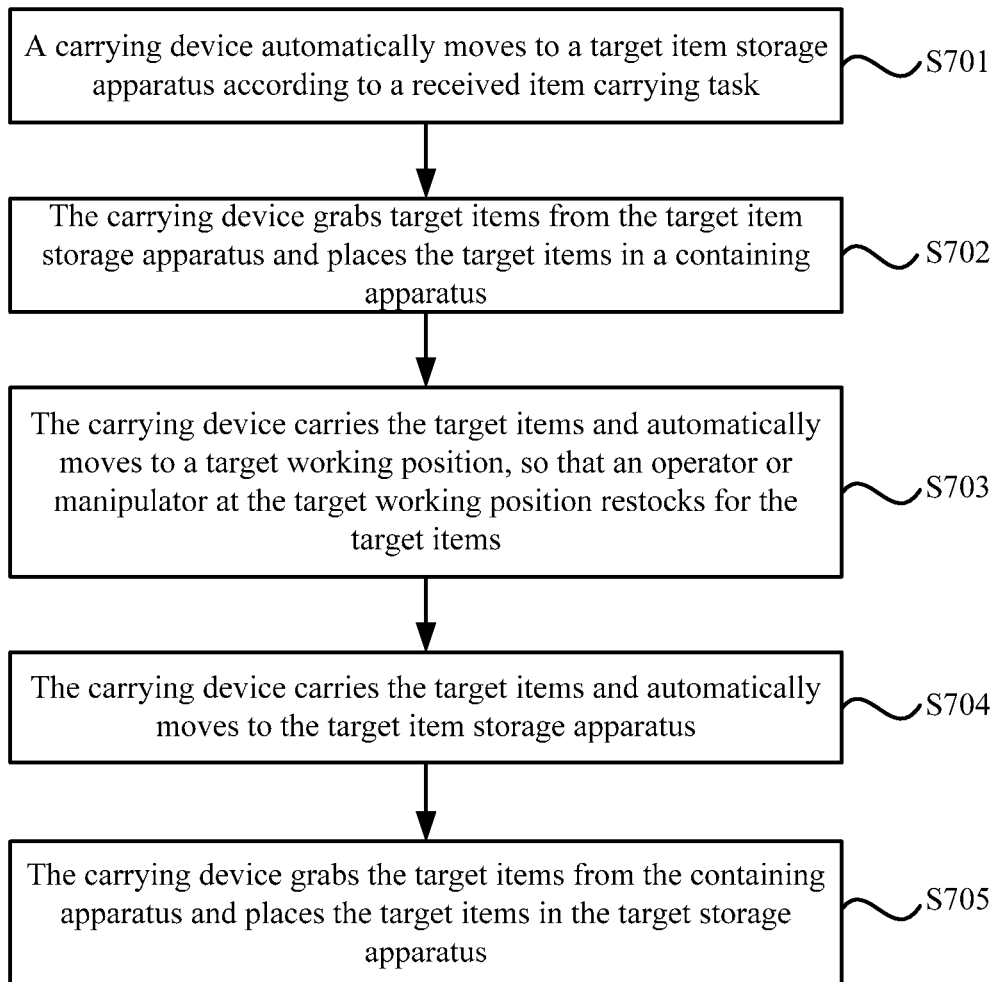 A carrying device automatically moves to a target item storage
apparatus according to a received item carrying task
S701
The carrying device grabs target items from the target item
storage apparatus and places the target items in a containing
apparatus
S702
The carrying device carries the target items and automatically
moves to a target working position, so that an operator or
manipulator at the target working position restocks for the
target items
S703
The carrying device carries the target items and automatically
moves to the target item storage apparatus
S704
The carrying device grabs the target items from the containing
apparatus and places the target items in the target storage
apparatus
S705